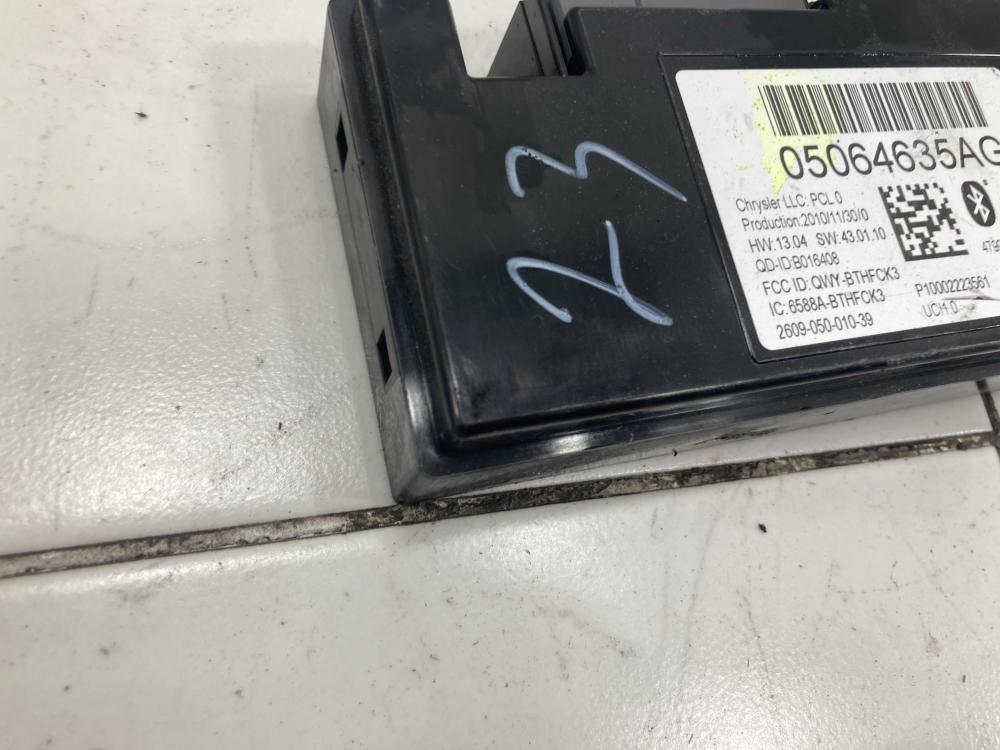 23
05064635AG
Chrysler LLC: PCL 0
Production:2010/11/30/0
HW:13.04 SW:43.01.10
QD-ID:B016408
FCC ID: QWY-BTHFCK3
IC: 6588A-BTHFCK3
2609-050-010-39
P10002223561
UCI1.0